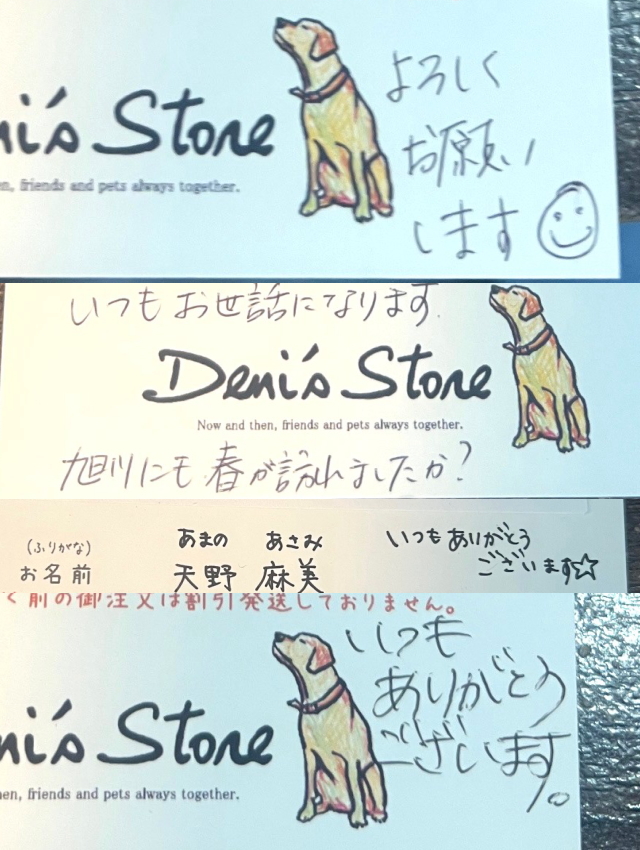 ni's Store
en, friends and pets always together.
よろしく
お願い
します
いつもお世話になります.
Deni's Store
Now and then, friends and pets always together.
旭川にも春が訪れましたか?
(ふりがな) あまの あさみ
お名前 天野 麻美
いつもありがとう
ございます☆
く前の御注文は割引発送しておりません。
ni's Store
en, friends and pets always together.
いつも
ありがとう
ございます。